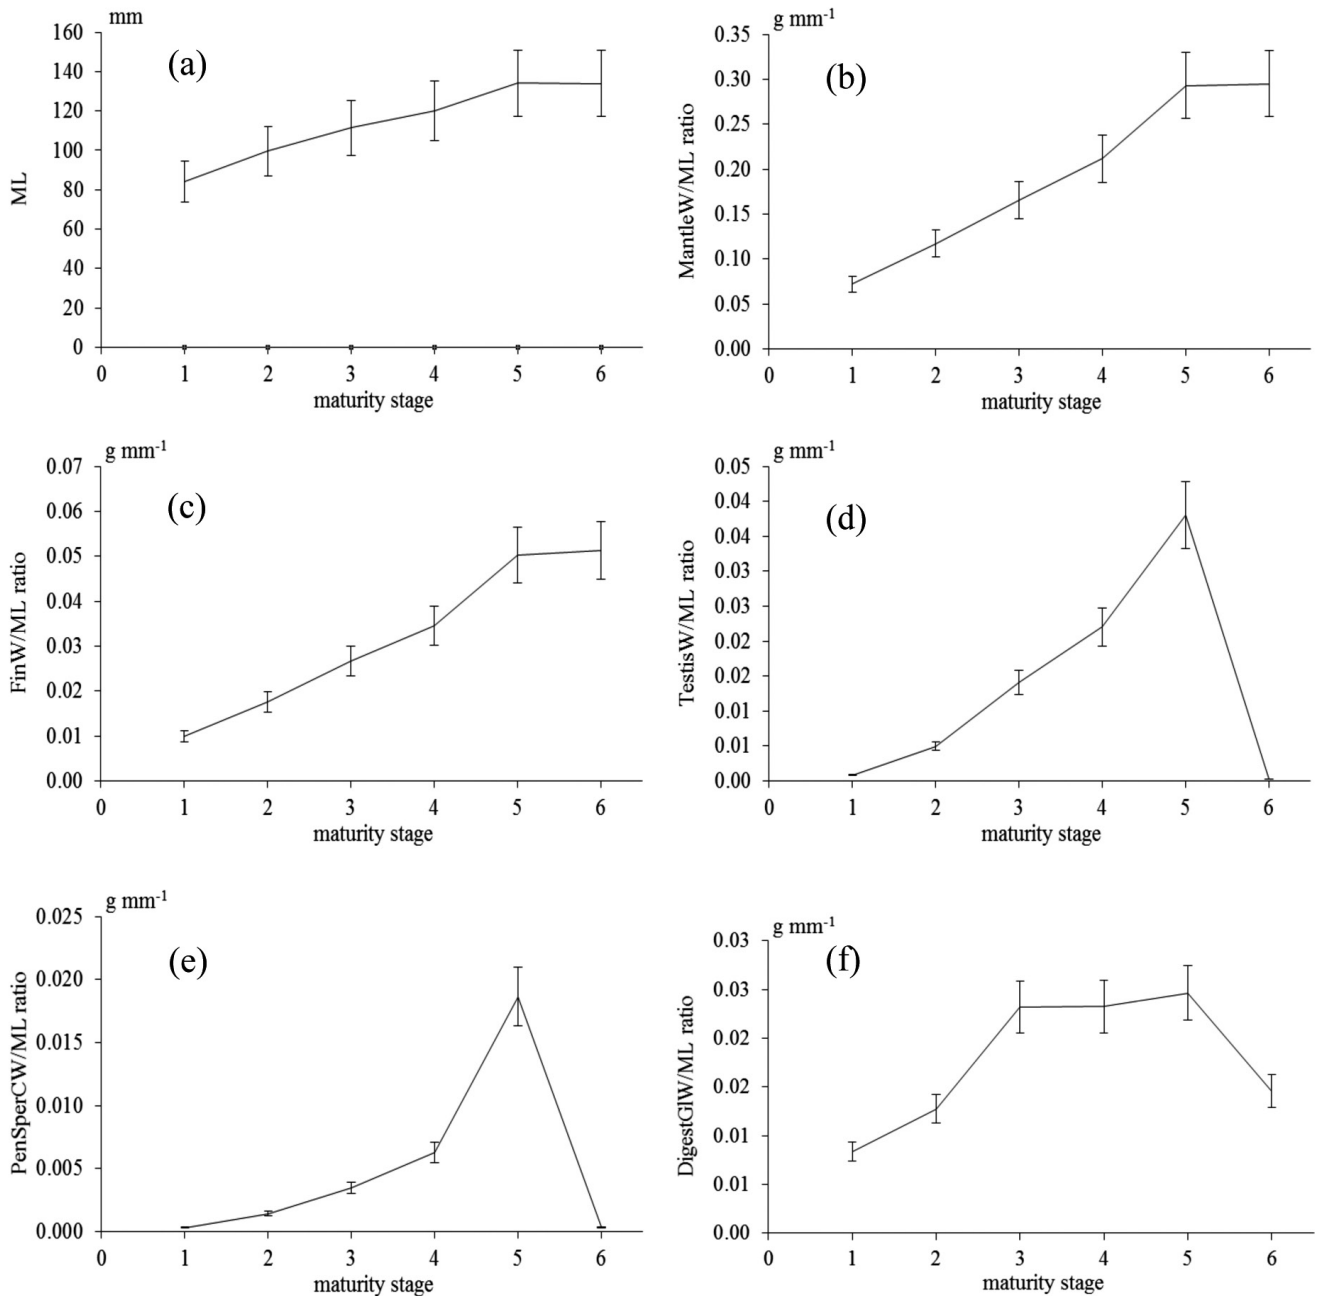 mm
(a)
ML
160
140
120
100
80
60
40
20
0
0 1 2 3 4 5 6
maturity stage
g mm-1
(b)
MantleW/ML ratio
0.35
0.30
0.25
0.20
0.15
0.10
0.05
0.00
0 1 2 3 4 5 6
maturity stage
g mm-1
(c)
FinW/ML ratio
0.07
0.06
0.05
0.04
0.03
0.02
0.01
0.00
0 1 2 3 4 5 6
maturity stage
g mm-1
(d)
TestisW/ML ratio
0.05
0.04
0.04
0.03
0.03
0.02
0.02
0.01
0.01
0.00
0 1 2 3 4 5 6
maturity stage
g mm-1
(e)
PenSperCW/ML ratio
0.025
0.020
0.015
0.010
0.005
0.000
0 1 2 3 4 5 6
maturity stage
g mm-1
(f)
DigestGlW/ML ratio
0.03
0.03
0.02
0.02
0.01
0.01
0.00
0 1 2 3 4 5 6
maturity stage